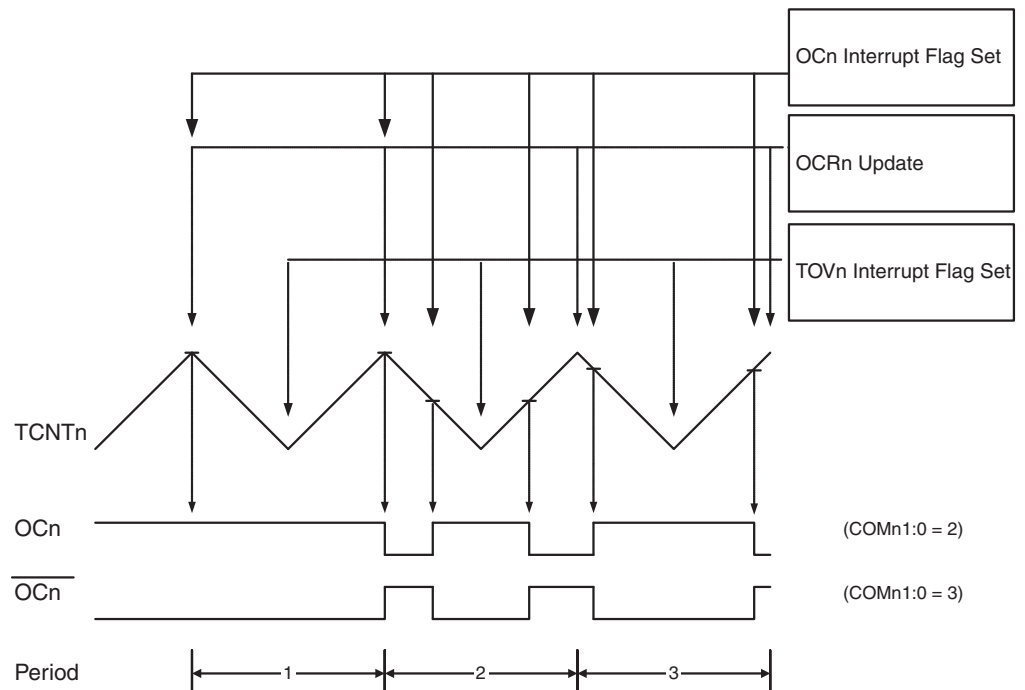 OCn Interrupt Flag Set
OCRn Update
TOVn Interrupt Flag Set
TCNTn
OCn
(COMn1:0 = 2)
OCn
(COMn1:0 = 3)
Period
1
2
3